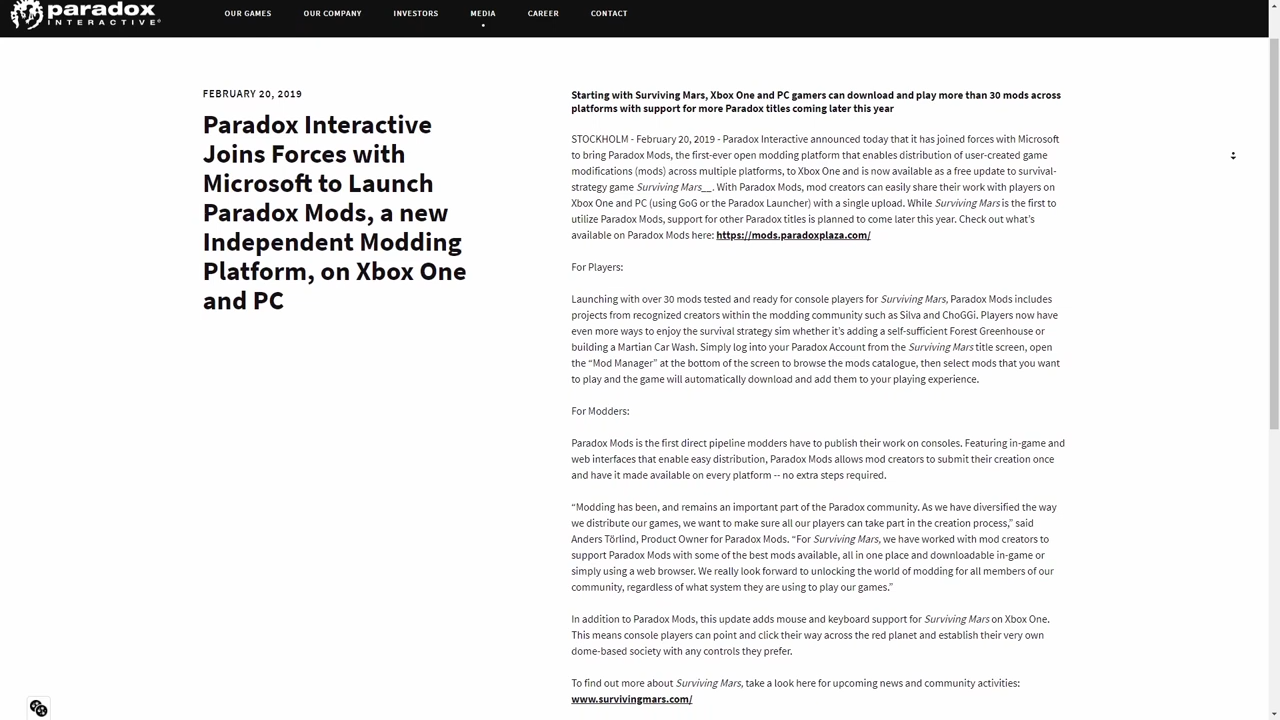 paradox
INTERACTIVE
OUR GAMES
OUR COMPANY
INVESTORS
MEDIA
CAREER
CONTACT
FEBRUARY 20, 2019
Paradox Interactive
Joins Forces with
Microsoft to Launch
Paradox Mods, a new
Independent Modding
Platform, on Xbox One
and PC
Starting with Surviving Mars, Xbox One and PC gamers can download and play more than 30 mods across
platforms with support for more Paradox titles coming later this year
STOCKHOLM - February 20, 2019 - Paradox Interactive announced today that it has joined forces with Microsoft
to bring Paradox Mods, the first-ever open modding platform that enables distribution of user-created game
modifications (mods) across multiple platforms, to Xbox One and is now available as a free update to survival-
strategy game Surviving Mars__. With Paradox Mods, mod creators can easily share their work with players on
Xbox One and PC (using GoG or the Paradox Launcher) with a single upload. While Surviving Mars is the first to
utilize Paradox Mods, support for other Paradox titles is planned to come later this year. Check out what's
available on Paradox Mods here: https://mods.paradoxplaza.com/
For Players:
Launching with over 30 mods tested and ready for console players for Surviving Mars, Paradox Mods includes
projects from recognized creators within the modding community such as Silva and ChoGGi. Players now have
even more ways to enjoy the survival strategy sim whether it's adding a self-sufficient Forest Greenhouse or
building a Martian Car Wash. Simply log into your Paradox Account from the Surviving Mars title screen, open
the “Mod Manager” at the bottom of the screen to browse the mods catalogue, then select mods that you want
to play and the game will automatically download and add them to your playing experience.
For Modders:
Paradox Mods is the first direct pipeline modders have to publish their work on consoles. Featuring in-game and
web interfaces that enable easy distribution, Paradox Mods allows mod creators to submit their creation once
and have it made available on every platform -- no extra steps required.
“Modding has been, and remains an important part of the Paradox community. As we have diversified the way
we distribute our games, we want to make sure all our players can take part in the creation process,” said
Anders Törlind, Product Owner for Paradox Mods. “For Surviving Mars, we have worked with mod creators to
support Paradox Mods with some of the best mods available, all in one place and downloadable in-game or
simply using a web browser. We really look forward to unlocking the world of modding for all members of our
community, regardless of what system they are using to play our games.”
In addition to Paradox Mods, this update adds mouse and keyboard support for Surviving Mars on Xbox One.
This means console players can point and click their way across the red planet and establish their very own
dome-based society with any controls they prefer.
To find out more about Surviving Mars, take a look here for upcoming news and community activities:
www.survivingmars.com/